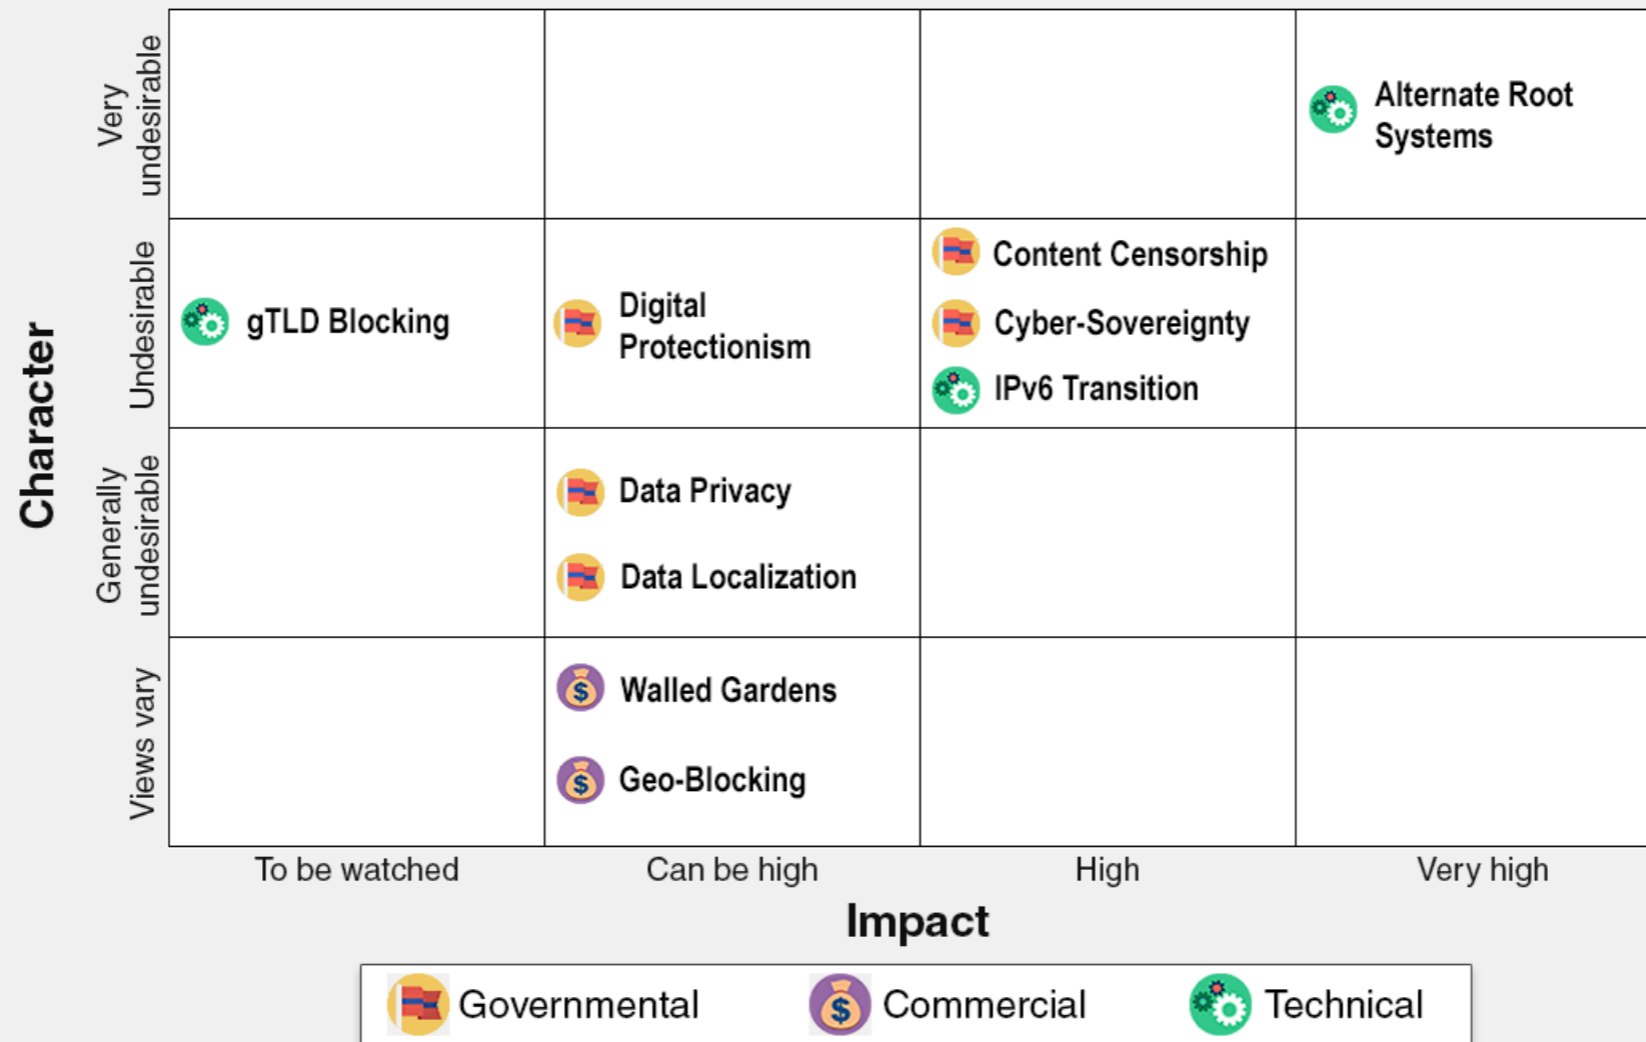 Character
Very
undesirable
Alternate Root
Systems
Undesirable
gTLD Blocking
Digital
Protectionism
Content Censorship
Cyber-Sovereignty
IPv6 Transition
Generally
undesirable
Data Privacy
Data Localization
Views vary
Walled Gardens
Geo-Blocking
To be watched
Can be high
High
Very high
Impact
Governmental
Commercial
Technical